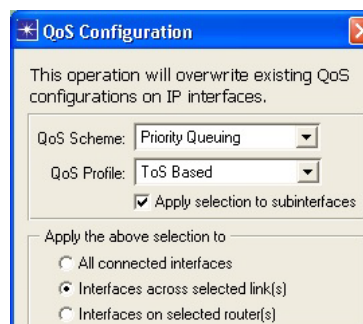 QoS Configuration
This operation will overwrite existing QoS
configurations on IP interfaces.
QoS Scheme: Priority Queuing
QoS Profile: ToS Based
Apply selection to subinterfaces
Apply the above selection to
All connected interfaces
Interfaces across selected link(s)
Interfaces on selected router(s)